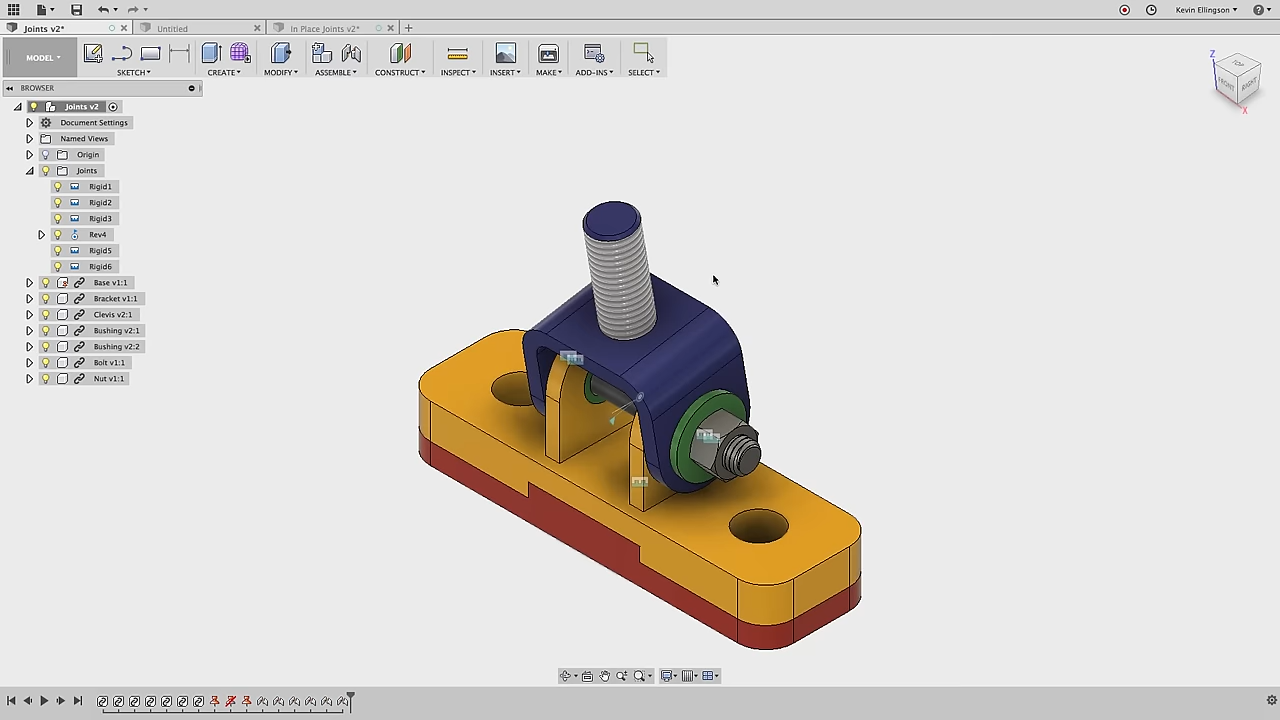 Kevin Ellingson
Joints v2*
Untitled
In Place Joints v2*
MODEL
SKETCH
CREATE
MODIFY
ASSEMBLE
CONSTRUCT
INSPECT
INSERT
MAKE
ADD-INS
SELECT
BROWSER
Joints v2
Document Settings
Named Views
Origin
Joints
Rigid1
Rigid2
Rigid3
Rev4
Rigid5
Rigid6
Base v1:1
Bracket v1:1
Clevis v2:1
Bushing v2:1
Bushing v2:2
Bolt v1:1
Nut v1:1
Z
TOP
FRONT
RIGHT
X